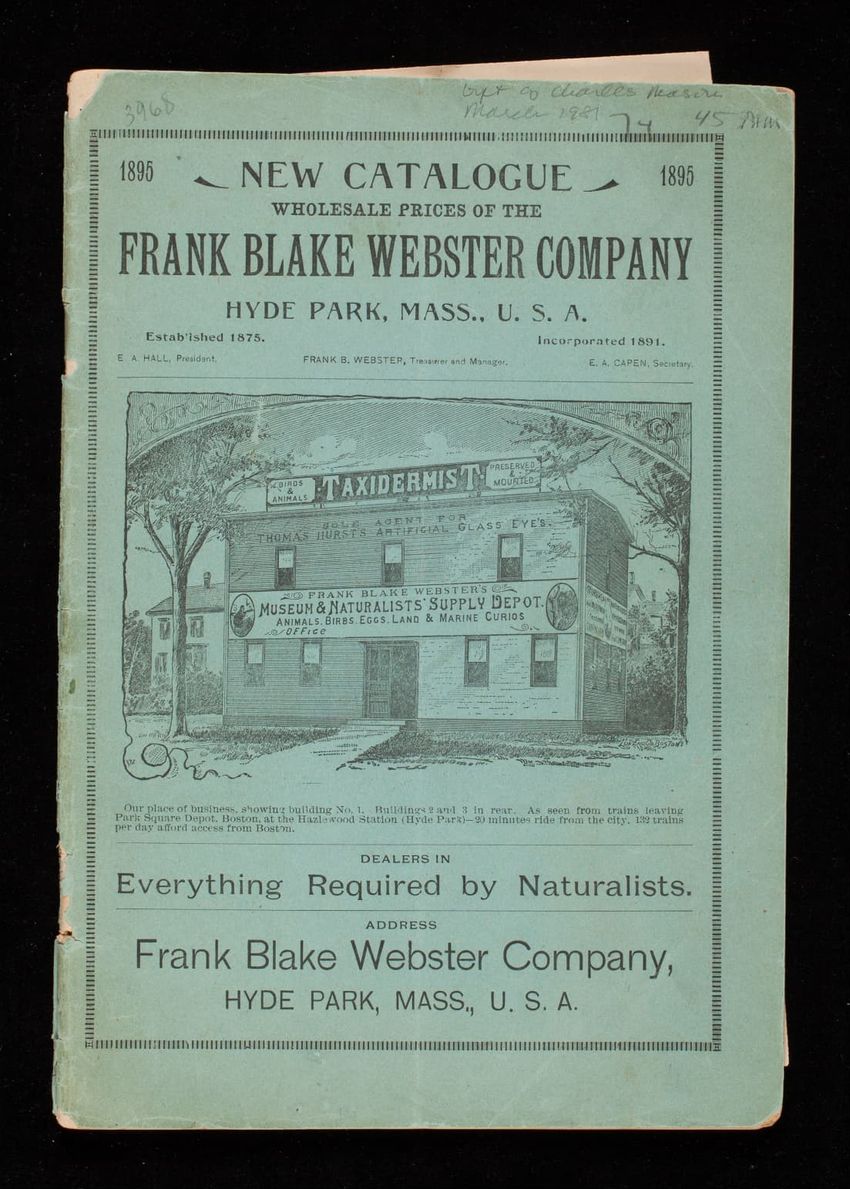 3968
Gift of Charles Mason
March 1981 74 45 
1895 NEW CATALOGUE 1895
WHOLESALE PRICES OF THE
FRANK BLAKE WEBSTER COMPANY
HYDE PARK, MASS., U. S. A.
Established 1875. Incorporated 1891.
E. A. HALL, President. FRANK B. WEBSTER, Treasurer and Manager. E. A. CAPEN, Secretary.
BIRDS & ANIMALS TAXIDERMIST PRESERVED & MOUNTED
SOLE AGENT FOR
THOMAS HURST'S ARTIFICIAL GLASS EYE'S.
FRANK BLAKE WEBSTER'S
MUSEUM & NATURALISTS' SUPPLY DEPOT.
ANIMALS. BIRBS. EGGS. LAND & MARINE CURIOS
OFFICE
Our place of business, showing building No. 1. Buildings 2 and 3 in rear. As seen from trains leaving
Park Square Depot, Boston, at the Hazlewood Station (Hyde Park)—20 minutes ride from the city. 132 trains
per day afford access from Boston.
DEALERS IN
Everything Required by Naturalists.
ADDRESS
Frank Blake Webster Company,
HYDE PARK, MASS., U. S. A.